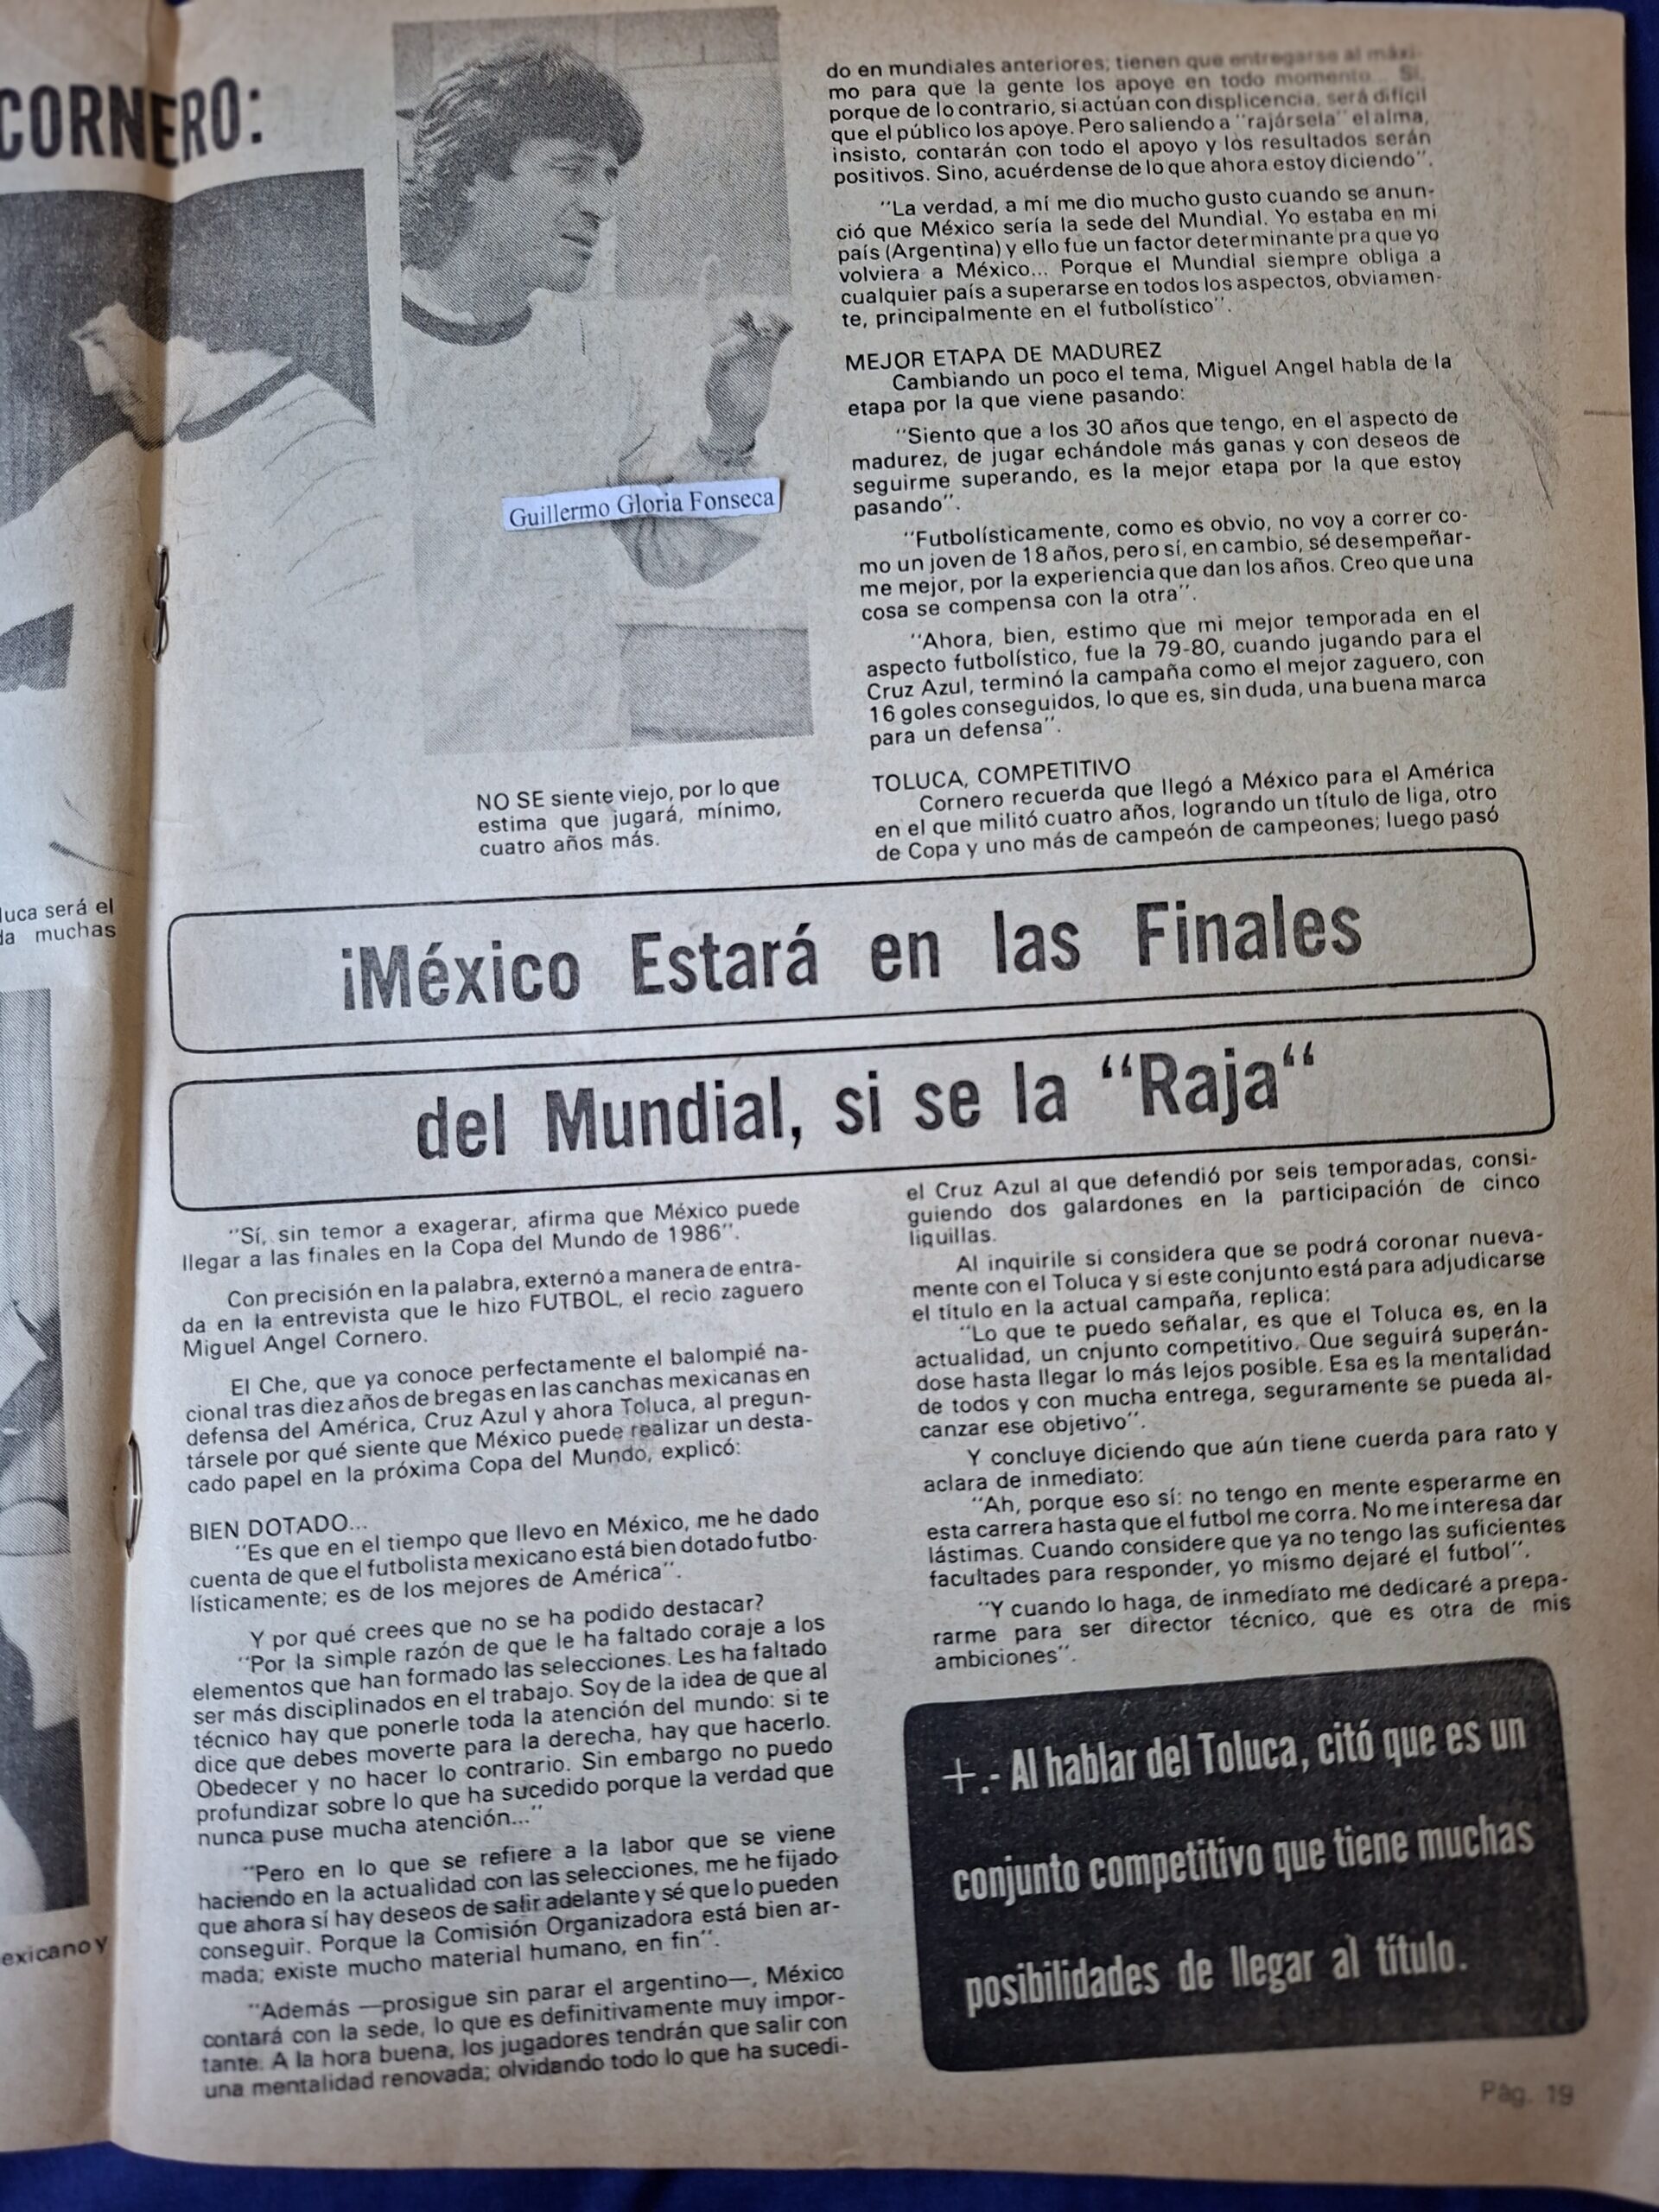 CORNERO:
Guillermo Gloria Fonseca
NO SE siente viejo, por lo que
estima que jugará, mínimo,
cuatro años más.
luca será el
da muchas
exicano y
¡México Estará en las Finales
del Mundial, si se la “Raja“
“Sí, sin temor a exagerar, afirma que México puede
llegar a las finales en la Copa del Mundo de 1986”.
Con precisión en la palabra, externó a manera de entra-
da en la entrevista que le hizo FUTBOL, el recio zaguero
Miguel Angel Cornero.
El Che, que ya conoce perfectamente el balompié na-
cional tras diez años de bregas en las canchas mexicanas en
defensa del América, Cruz Azul y ahora Toluca, al pregun-
társele por qué siente que México puede realizar un desta-
cado papel en la próxima Copa del Mundo, explicó:
BIEN DOTADO...
“Es que en el tiempo que llevo en México, me he dado
cuenta de que el futbolista mexicano está bien dotado futbo-
lísticamente; es de los mejores de América”.
Y por qué crees que no se ha podido destacar?
“Por la simple razón de que le ha faltado coraje a los
elementos que han formado las selecciones. Les ha faltado
ser más disciplinados en el trabajo. Soy de la idea de que al
técnico hay que ponerle toda la atención del mundo: si te
dice que debes moverte para la derecha, hay que hacerlo.
Obedecer y no hacer lo contrario. Sin embargo no puedo
profundizar sobre lo que ha sucedido porque la verdad que
nunca puse mucha atención...”
“Pero en lo que se refiere a la labor que se viene
haciendo en la actualidad con las selecciones, me he fijado
que ahora sí hay deseos de salir adelante y sé que lo pueden
conseguir. Porque la Comisión Organizadora está bien ar-
mada; existe mucho material humano, en fin”.
“Además —prosigue sin parar el argentino—, México
contará con la sede, lo que es definitivamente muy impor-
tante. A la hora buena, los jugadores tendrán que salir con
una mentalidad renovada; olvidando todo lo que ha sucedi-
do en mundiales anteriores; tienen que entregarse al máxi-
mo para que la gente los apoye en todo momento... Sí,
porque de lo contrario, si actúan con displicencia, será difícil
que el público los apoye. Pero saliendo a “rajársela” el alma,
insisto, contarán con todo el apoyo y los resultados serán
positivos. Sino, acuérdense de lo que ahora estoy diciendo”.
“La verdad, a mí me dio mucho gusto cuando se anun-
ció que México sería la sede del Mundial. Yo estaba en mi
país (Argentina) y ello fue un factor determinante pra que yo
volviera a México... Porque el Mundial siempre obliga a
cualquier país a superarse en todos los aspectos, obviamen-
te, principalmente en el futbolístico”.
MEJOR ETAPA DE MADUREZ
Cambiando un poco el tema, Miguel Angel habla de la
etapa por la que viene pasando:
“Siento que a los 30 años que tengo, en el aspecto de
madurez, de jugar echándole más ganas y con deseos de
seguirme superando, es la mejor etapa por la que estoy
pasando”.
“Futbolísticamente, como es obvio, no voy a correr co-
mo un joven de 18 años, pero sí, en cambio, sé desempeñar-
me mejor, por la experiencia que dan los años. Creo que una
cosa se compensa con la otra”.
“Ahora, bien, estimo que mi mejor temporada en el
aspecto futbolístico, fue la 79-80, cuando jugando para el
Cruz Azul, terminó la campaña como el mejor zaguero, con
16 goles conseguidos, lo que es, sin duda, una buena marca
para un defensa”.
TOLUCA, COMPETITIVO
Cornero recuerda que llegó a México para el América
en el que militó cuatro años, logrando un título de liga, otro
de Copa y uno más de campeón de campeones; luego pasó
el Cruz Azul al que defendió por seis temporadas, consi-
guiendo dos galardones en la participación de cinco
liguillas.
Al inquirile si considera que se podrá coronar nueva-
mente con el Toluca y si este conjunto está para adjudicarse
el título en la actual campaña, replica:
“Lo que te puedo señalar, es que el Toluca es, en la
actualidad, un cnjunto competitivo. Que seguirá superán-
dose hasta llegar lo más lejos posible. Esa es la mentalidad
de todos y con mucha entrega, seguramente se pueda al-
canzar ese objetivo”.
Y concluye diciendo que aún tiene cuerda para rato y
aclara de inmediato:
“Ah, porque eso sí: no tengo en mente esperarme en
esta carrera hasta que el futbol me corra. No me interesa dar
lástimas. Cuando considere que ya no tengo las suficientes
facultades para responder, yo mismo dejaré el futbol”.
“Y cuando lo haga, de inmediato me dedicaré a prepa-
rarme para ser director técnico, que es otra de mis
ambiciones”.
+.- Al hablar del Toluca, citó que es un
conjunto competitivo que tiene muchas
posibilidades de llegar al título.
Pág. 19